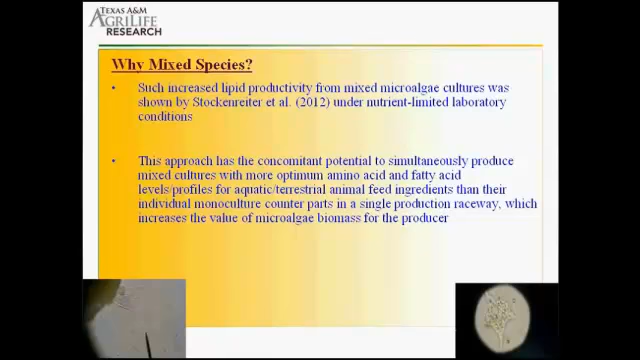 TEXAS A&M
AGRILIFE
RESEARCH
Why Mixed Species?
• Such increased lipid productivity from mixed microalgae cultures was
shown by Stockenreiter et al. (2012) under nutrient-limited laboratory
conditions
• This approach has the concomitant potential to simultaneously produce
mixed cultures with more optimum amino acid and fatty acid
levels/profiles for aquatic/terrestrial animal feed ingredients than their
individual monoculture counter parts in a single production raceway, which
increases the value of microalgae biomass for the producer